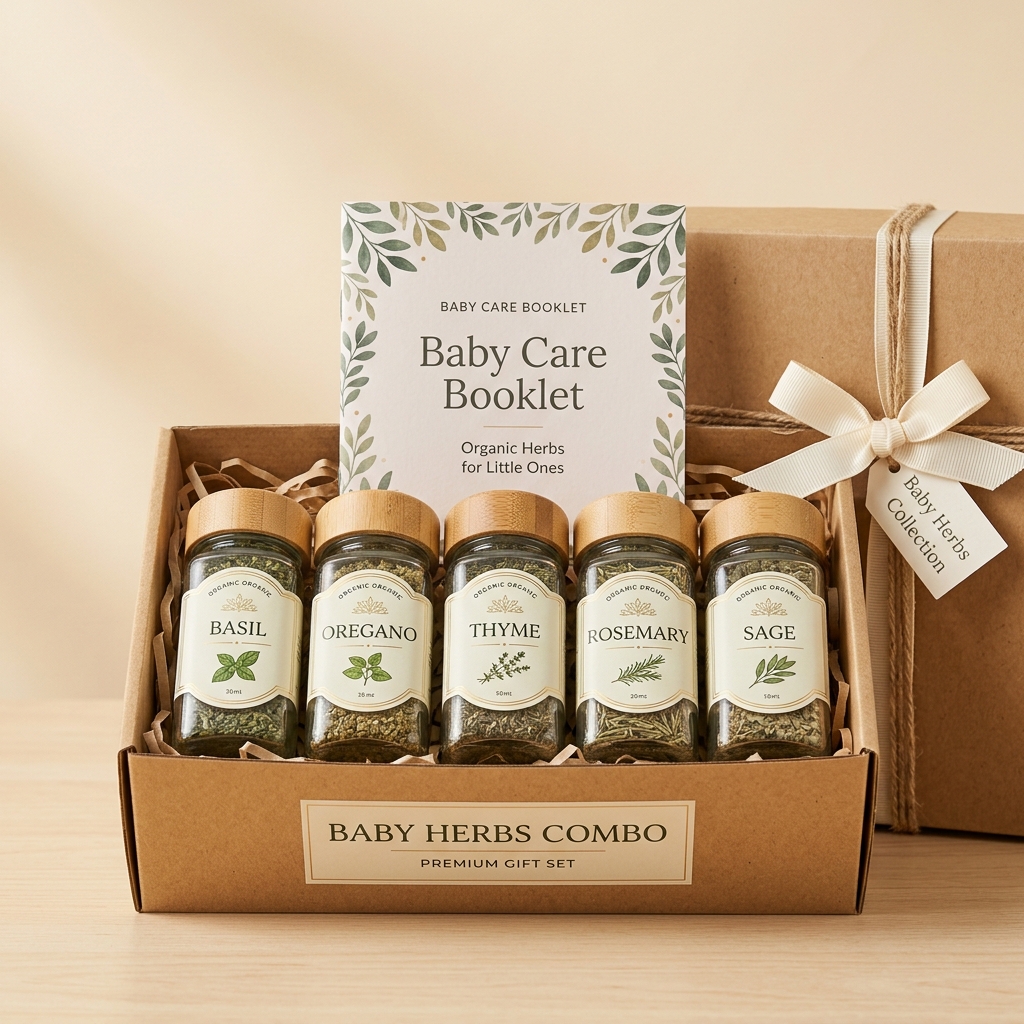 BABY CARE BOOKLET
Baby Care
Booklet
Organic Herbs
for Little Ones
Baby Herbs
Collection
BASIL
30mL
OREGANO
THYME
50mL
ROSEMARY
SAGE
BABY HERBS COMBO
PREMIUM GIFT SET